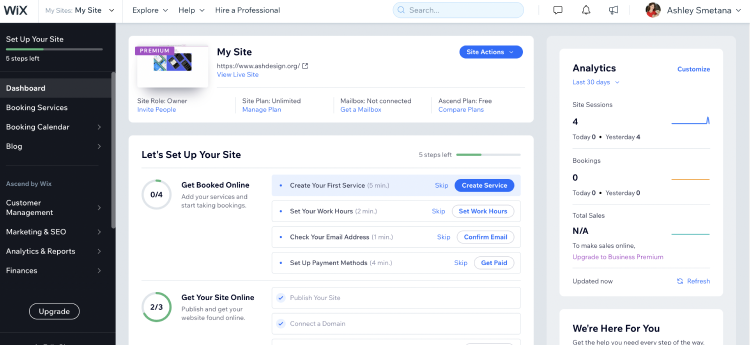 WiX
My Sites: My Site
Explore
Help
Hire a Professional
Search...
Ashley Smetana
Set Up Your Site
5 steps left
Dashboard
Booking Services
Booking Calendar
Blog
Ascend by Wix
Customer
Management
Marketing & SEO
Analytics & Reports
Finances
Upgrade
PREMIUM
My Site
https://www.ashdesign.org/
View Live Site
Site Actions
Site Role: Owner
Invite People
Site Plan: Unlimited
Manage Plan
Mailbox: Not connected
Get a Mailbox
Ascend Plan: Free
Compare Plans
Let's Set Up Your Site
5 steps left
0/4
Get Booked Online
Add your services and
start taking bookings.
Create Your First Service (5 min.) Skip Create Service
Set Your Work Hours (2 min.) Skip Set Work Hours
Check Your Email Address (1 min.) Skip Confirm Email
Set Up Payment Methods (4 min.) Skip Get Paid
2/3
Get Your Site Online
Publish and get your
website found online.
Publish Your Site
Connect a Domain
Analytics
Customize
Last 30 days
Site Sessions
4
Today 0 • Yesterday 4
Bookings
0
Today 0 • Yesterday 0
Total Sales
N/A
To make sales online,
Upgrade to Business Premium
Updated now
Refresh
We're Here For You
Get the help you need every step of the way.